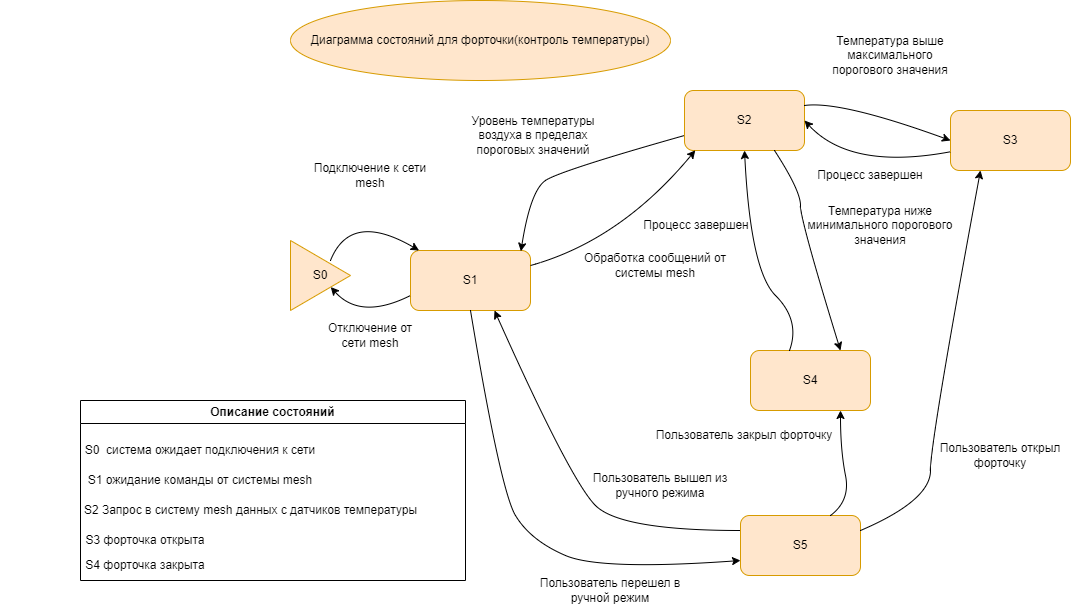 Диаграмма состояний для форточки(контроль температуры)
Температура выше
максимального
порогового значения
S2
S3
Уровень температуры
воздуха в пределах
пороговых значений
Процесс завершен
Подключение к сети
mesh
Температура ниже
минимального порогового
значения
Процесс завершен
Обработка сообщений от
системы mesh
S0
S1
Отключение от
сети mesh
S4
Описание состояний
S0 система ожидает подключения к сети
S1 ожидание команды от системы mesh
S2 Запрос в систему mesh данных с датчиков температуры
S3 форточка открыта
S4 форточка закрыта
Пользователь закрыл форточку
Пользователь открыл
форточку
Пользователь вышел из
ручного режима
S5
Пользователь перешел в
ручной режим